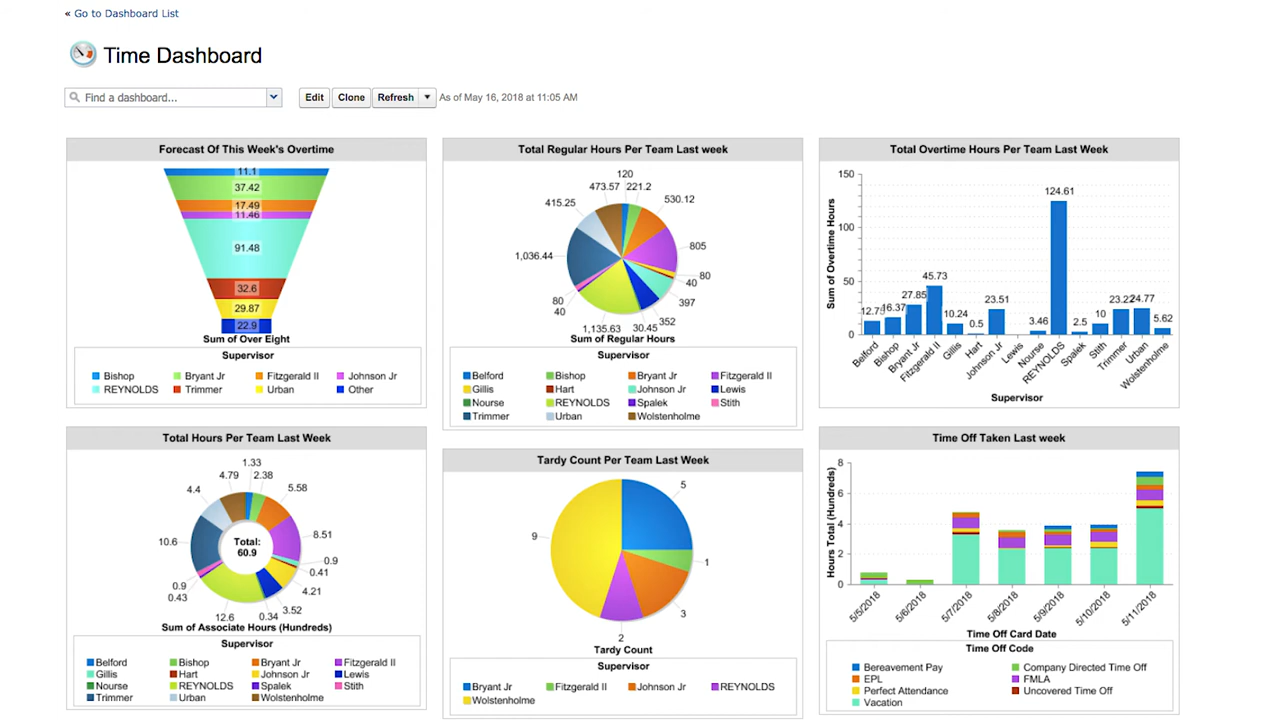 « Go to Dashboard List
Time Dashboard
Find a dashboard...
Edit Clone Refresh As of May 16, 2018 at 11:05 AM
Forecast Of This Week's Overtime
11.1
37.42
17.49
11.46
91.48
32.6
29.87
22.9
Sum of Over Eight
Supervisor
Bishop Bryant Jr Fitzgerald II Johnson Jr
REYNOLDS Trimmer Urban Other
Total Regular Hours Per Team Last week
120
473.57 221.2
415.25 530.12
1,036.44 805
80
40
397
80
40
352
1,135.63 30.45
Sum of Regular Hours
Supervisor
Belford Bishop Bryant Jr Fitzgerald II
Gillis Hart Johnson Jr Lewis
Nourse REYNOLDS Spalek Stith
Trimmer Urban Wolstenholme
Total Overtime Hours Per Team Last Week
Sum of Overtime Hours
150
100
50
0
12.75 16.37 27.85 45.73 10.24 0.5 23.51 3.46 124.61 2.5 10 23.22 24.77 5.62
Belford Bishop Bryant Jr Fitzgerald II Gillis Hart Johnson Jr Lewis Nourse REYNOLDS Spalek Stith Trimmer Urban Wolstenholme
Supervisor
Total Hours Per Team Last Week
1.33
4.79 2.38
4.4 5.58
10.6 8.51
Total:
60.9
0.9
0.41
4.21
0.9
0.43
3.52
12.6 0.34
Sum of Associate Hours (Hundreds)
Supervisor
Belford Bishop Bryant Jr Fitzgerald II
Gillis Hart Johnson Jr Lewis
Nourse REYNOLDS Spalek Stith
Trimmer Urban Wolstenholme
Tardy Count Per Team Last Week
5
9
1
3
2
Tardy Count
Supervisor
Bryant Jr Fitzgerald II Johnson Jr REYNOLDS
Wolstenholme
Time Off Taken Last week
Hours Total (Hundreds)
8
6
4
2
0
5/5/2018 5/6/2018 5/7/2018 5/8/2018 5/9/2018 5/10/2018 5/11/2018
Time Off Card Date
Time Off Code
Bereavement Pay Company Directed Time Off
EPL FMLA
Perfect Attendance Uncovered Time Off
Vacation